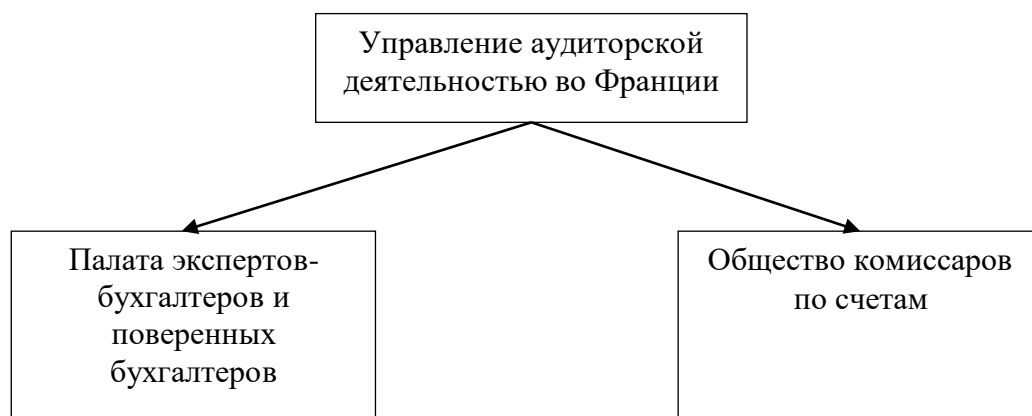 Управление аудиторской
деятельностью во Франции
Палата экспертов-
бухгалтеров и
поверенных
бухгалтеров
Общество комиссаров
по счетам